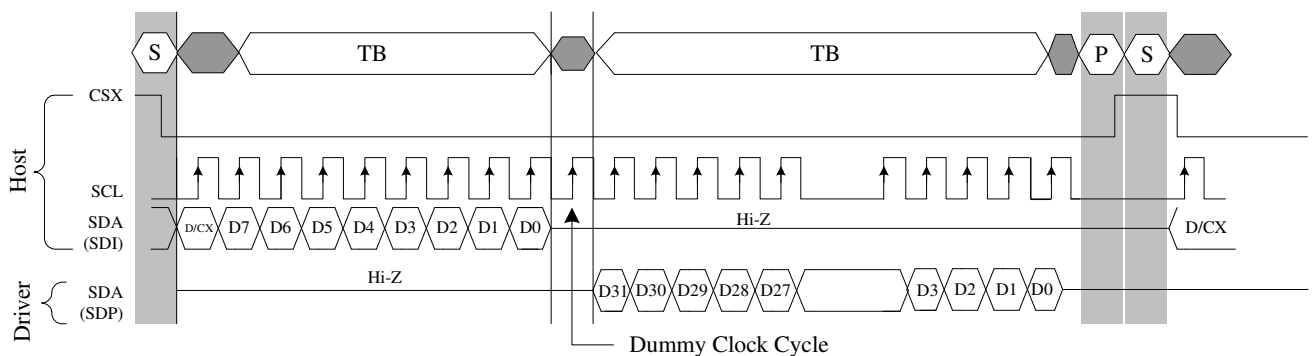 S TB TB P S
CSX
Host
SCL
SDA
(SDI)
D/CX D7 D6 D5 D4 D3 D2 D1 D0 Hi-Z D/CX
Driver
SDA
(SDP)
Hi-Z D31 D30 D29 D28 D27 D3 D2 D1 D0
Dummy Clock Cycle